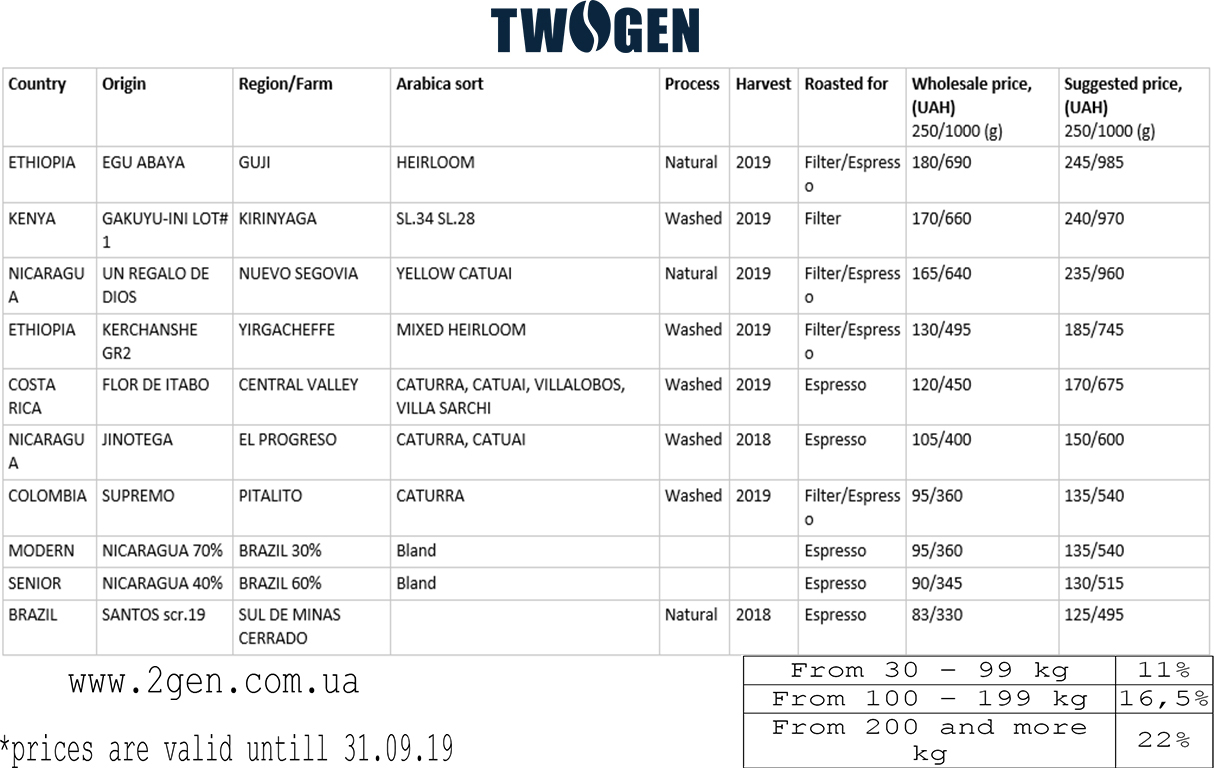 TWOGEN
Country Origin Region/Farm Arabica sort Process Harvest Roasted for Wholesale price, (UAH) 250/1000 (g) Suggested price, (UAH) 250/1000 (g)
ETHIOPIA EGU ABAYA GUJI HEIRLOOM Natural 2019 Filter/Espresso 180/690 245/985
KENYA GAKUYU-INI LOT# 1 KIRINYAGA SL.34 SL.28 Washed 2019 Filter 170/660 240/970
NICARAGUA UN REGALO DE DIOS NUEVO SEGOVIA YELLOW CATUAI Natural 2019 Filter/Espresso 165/640 235/960
ETHIOPIA KERCHANSHE GR2 YIRGACHEFFE MIXED HEIRLOOM Washed 2019 Filter/Espresso 130/495 185/745
COSTA RICA FLOR DE ITABO CENTRAL VALLEY CATURRA, CATUAI, VILLALOBOS, VILLA SARCHI Washed 2019 Espresso 120/450 170/675
NICARAGUA JINOTEGA EL PROGRESO CATURRA, CATUAI Washed 2018 Espresso 105/400 150/600
COLOMBIA SUPREMO PITALITO CATURRA Washed 2019 Filter/Espresso 95/360 135/540
MODERN NICARAGUA 70% BRAZIL 30% Bland Espresso 95/360 135/540
SENIOR NICARAGUA 40% BRAZIL 60% Bland Espresso 90/345 130/515
BRAZIL SANTOS scr.19 SUL DE MINAS CERRADO Natural 2018 Espresso 83/330 125/495
www.2gen.com.ua
*prices are valid untill 31.09.19
From 30 – 99 kg 11%
From 100 – 199 kg 16,5%
From 200 and more kg 22%